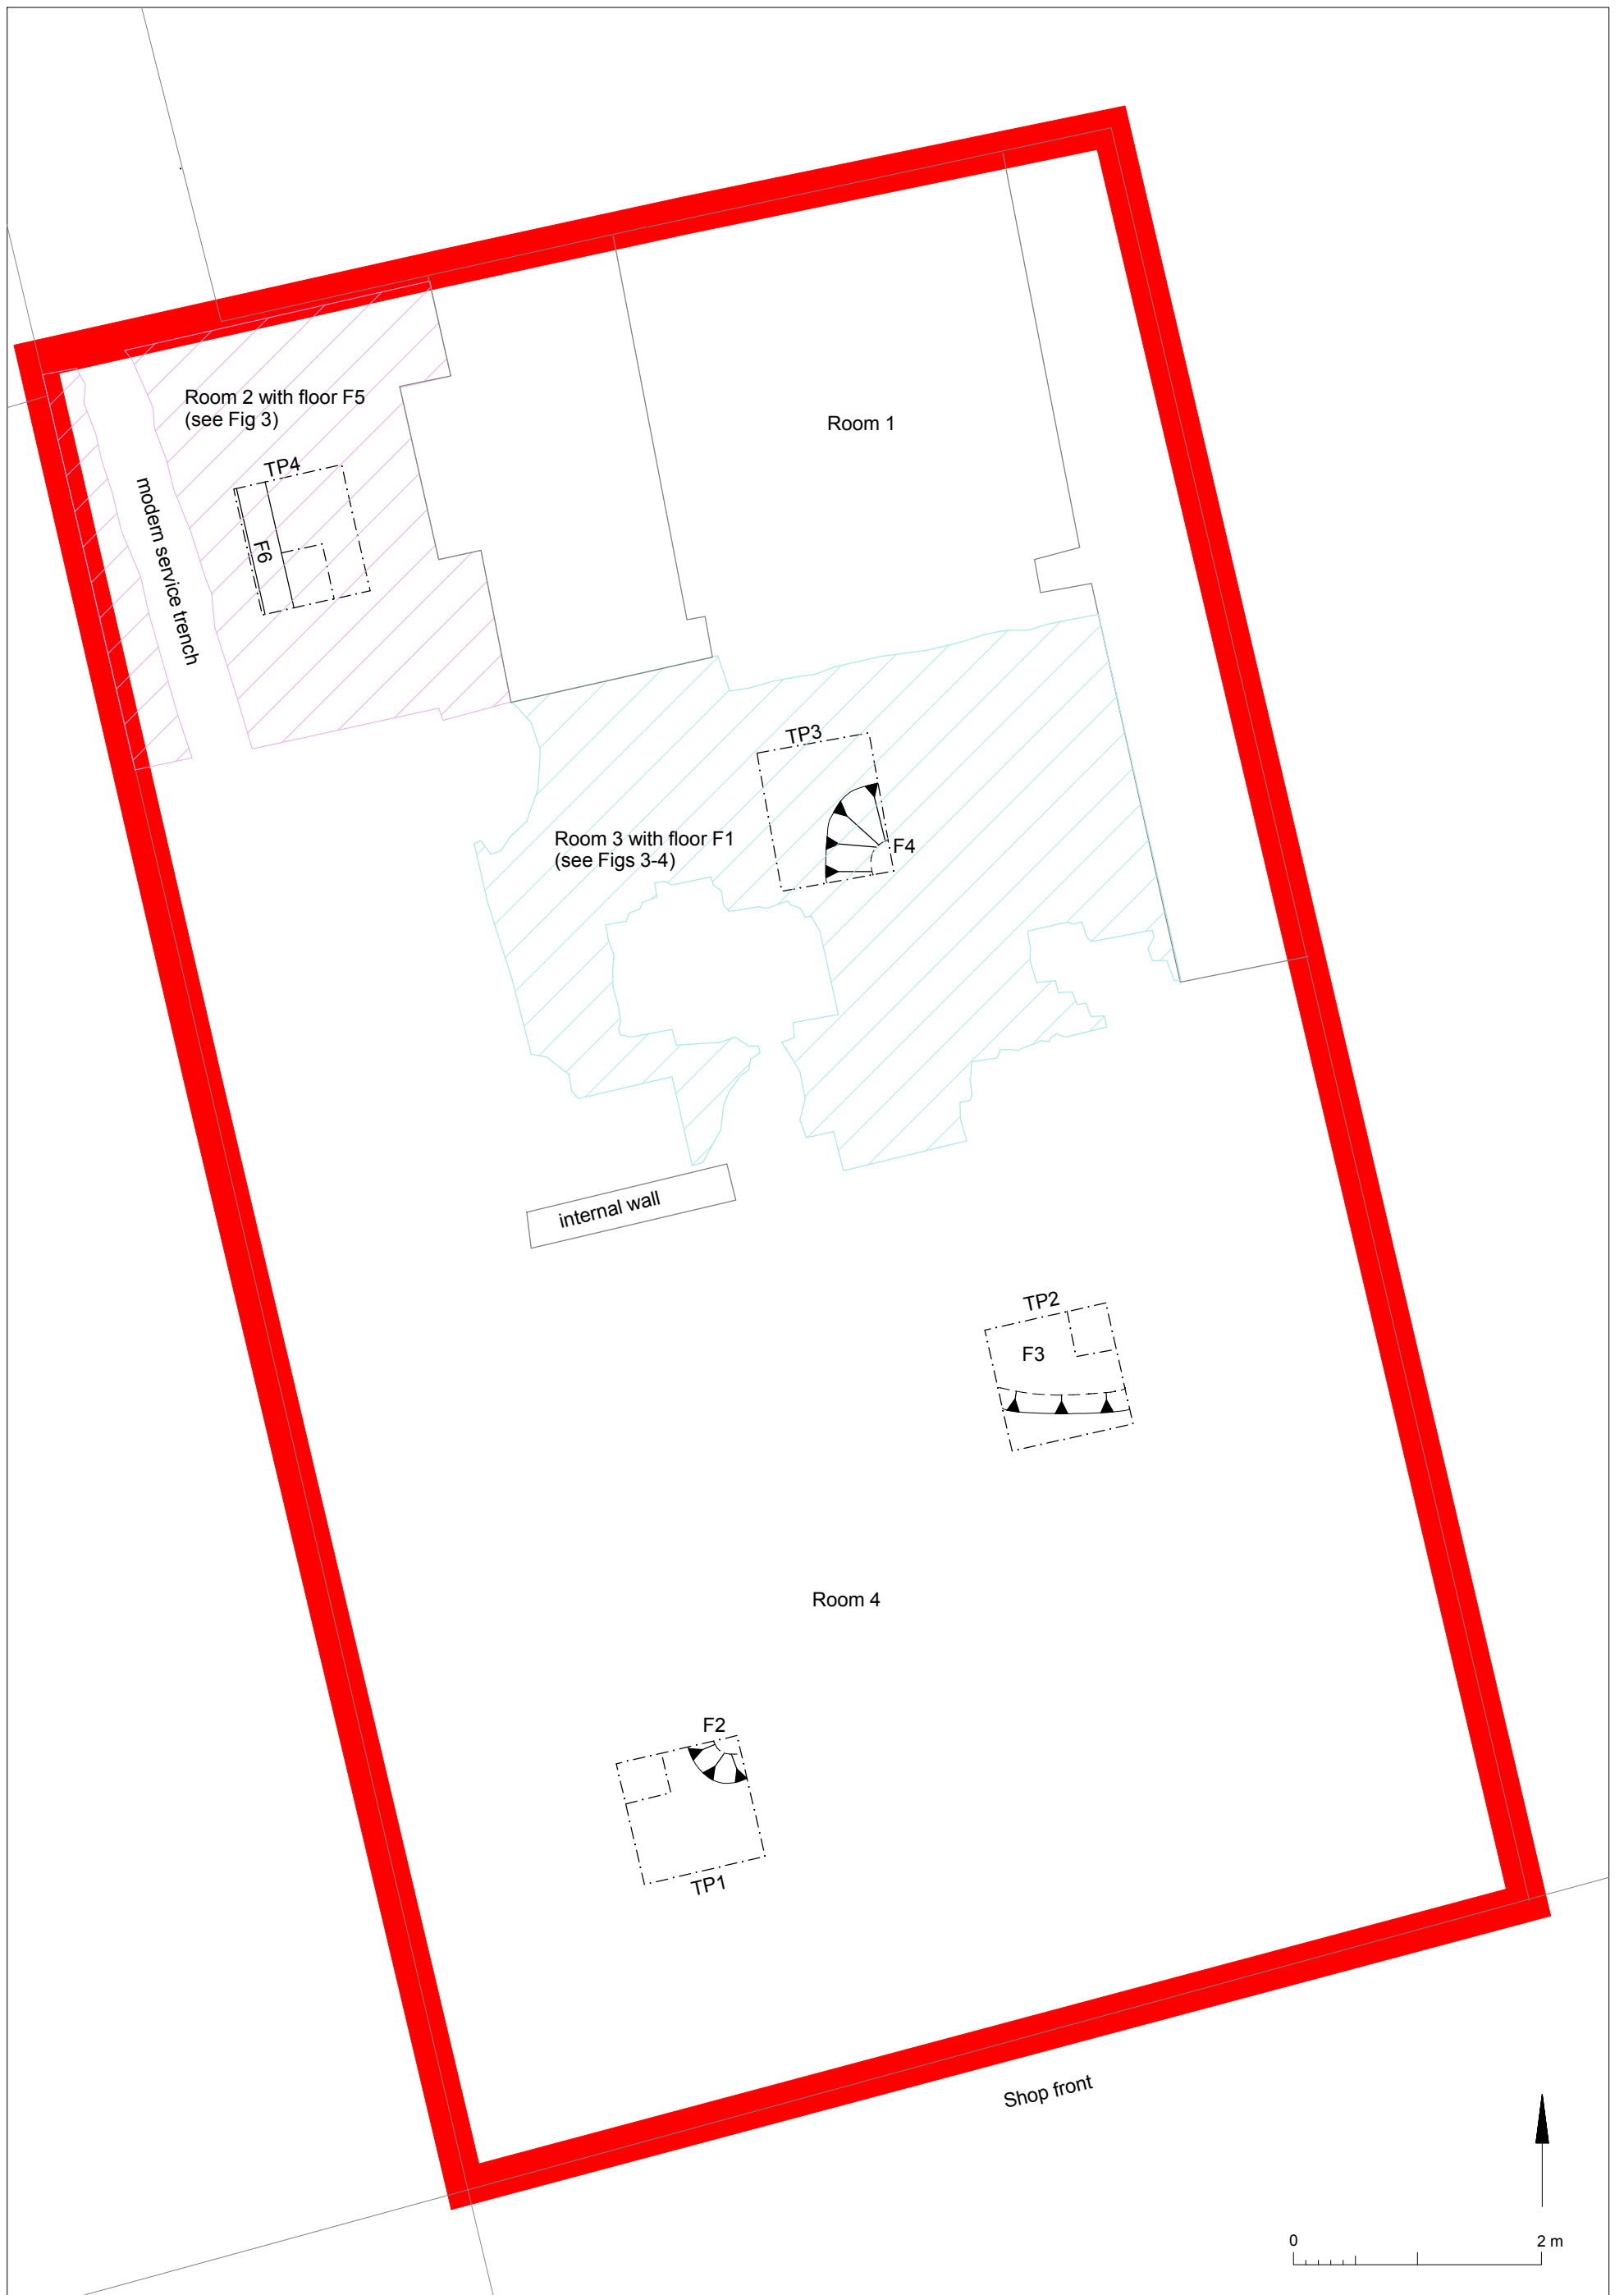 Room 2 with floor F5
(see Fig 3)
Room 1
TP4
F6
modern service trench
TP3
Room 3 with floor F1
(see Figs 3-4)
F4
internal wall
TP2
F3
Room 4
F2
TP1
Shop front
0
2 m